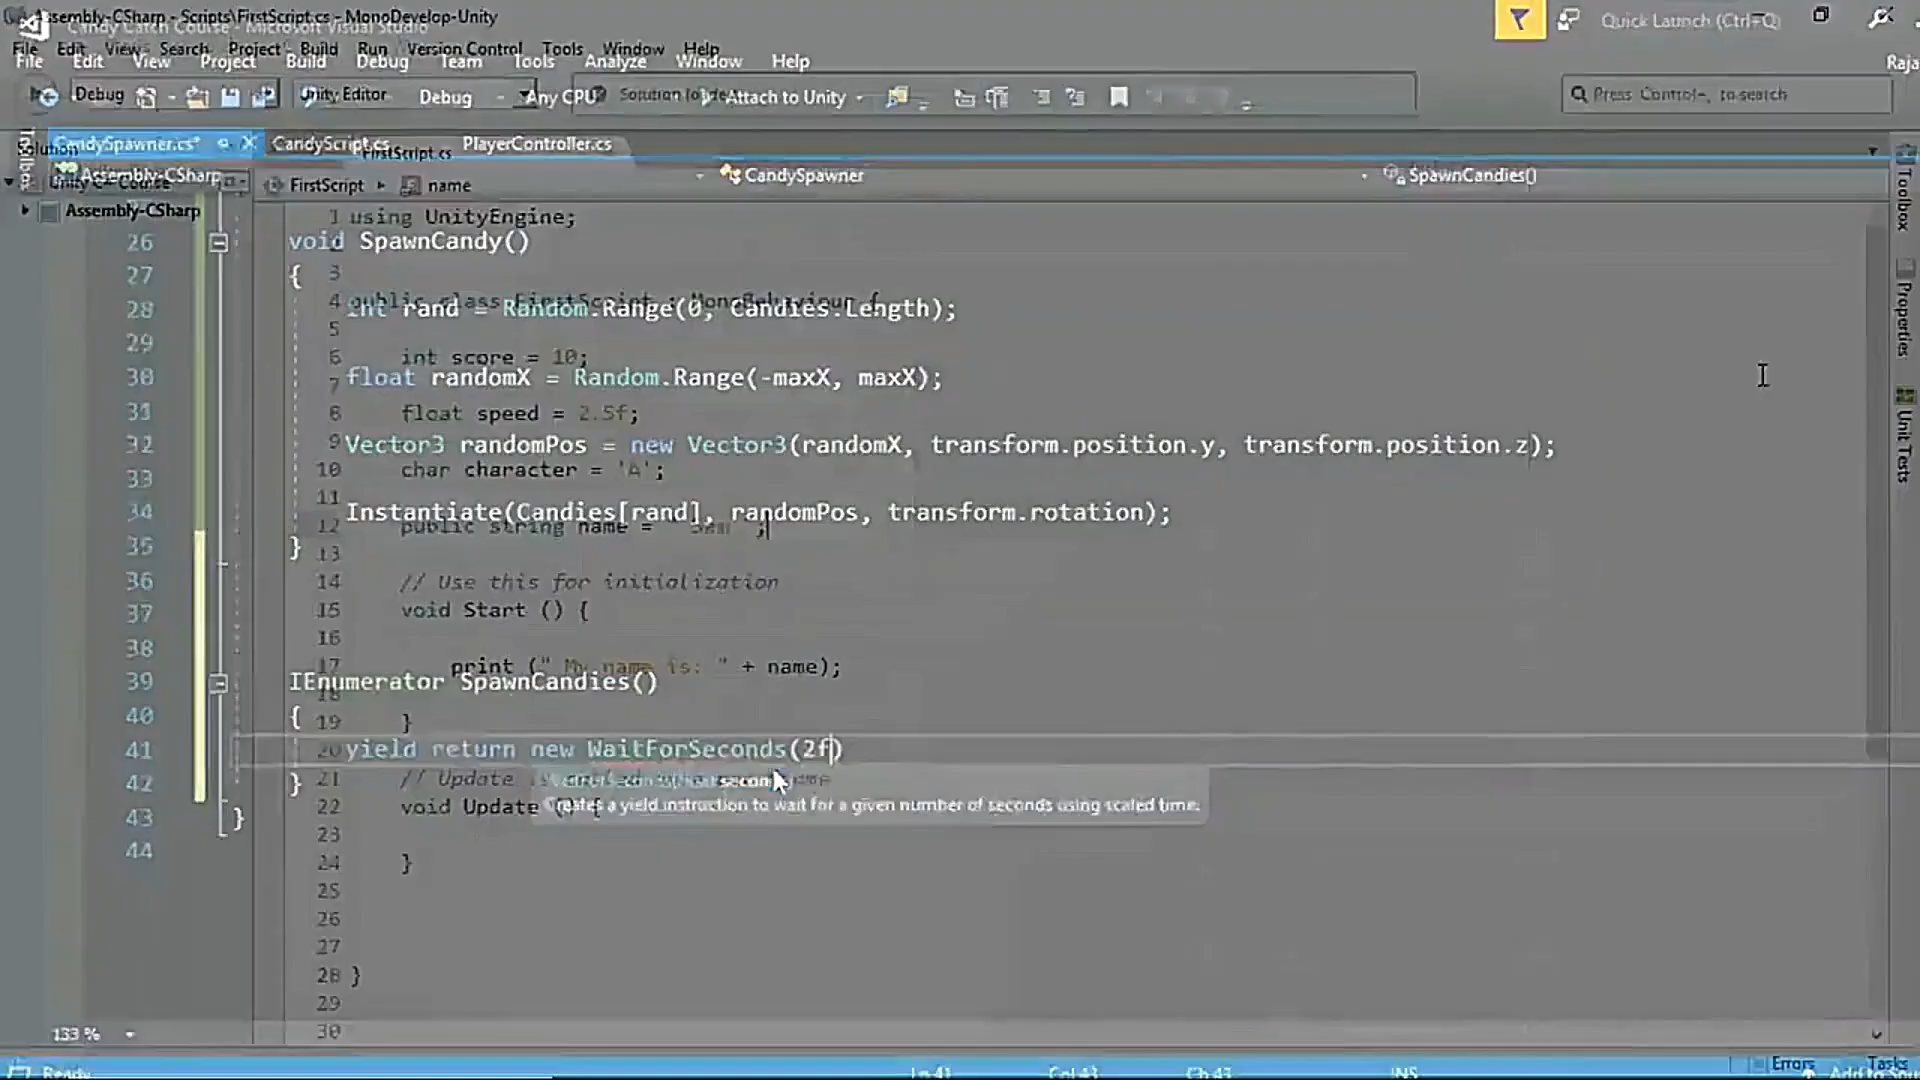 Assembly-CSharp - Scripts\FirstScript.cs - MonoDevelop-Unity
Candy Catch Course - Microsoft Visual Studio
Quick Launch (Ctrl+Q)
File Edit View Search Project Build Run Version Control Tools Window Help
File Edit View Project Build Debug Team Tools Analyze Window Help
Raja
Debug
Unity Editor
Debug
Any CPU
Attach to Unity
Press 'Control+,' to search
CandySpawner.cs*
CandyScript.cs
PlayerController.cs
Solution
FirstScript.cs
Toolbox
Assembly-CSharp
CandySpawner
SpawnCandies()
Unity C# Course
FirstScript
name
Assembly-CSharp
1 using UnityEngine;
26 void SpawnCandy()
27 {
3
4 public class FirstScript : MonoBehaviour {
28 int rand = Random.Range(0, Candies.Length);
5
29
6 int score = 10;
30 float randomX = Random.Range(-maxX, maxX);
7
31
8 float speed = 2.5f;
32 Vector3 randomPos = new Vector3(randomX, transform.position.y, transform.position.z);
9
10 char character = 'A';
33
11
34 Instantiate(Candies[rand], randomPos, transform.rotation);
12 public string name = ;
35 }
13
14 // Use this for initialization
36
15 void Start () {
37
16
38
17 print (" My name is: " + name);
39 IEnumerator SpawnCandies()
18
40 {
19 }
41 yield return new WaitForSeconds(2f)
20
42 }
21 // Update is
seconds
22 void Update () {
Creates a yield instruction to wait for a given number of seconds using scaled time.
43 }
23
44
24 }
25
26
27
28 }
29
30
133 %
Toolbox
Properties
Unit Tests
Ready
Ln 41
Col 43
Ch 43
INS
Errors
Tasks